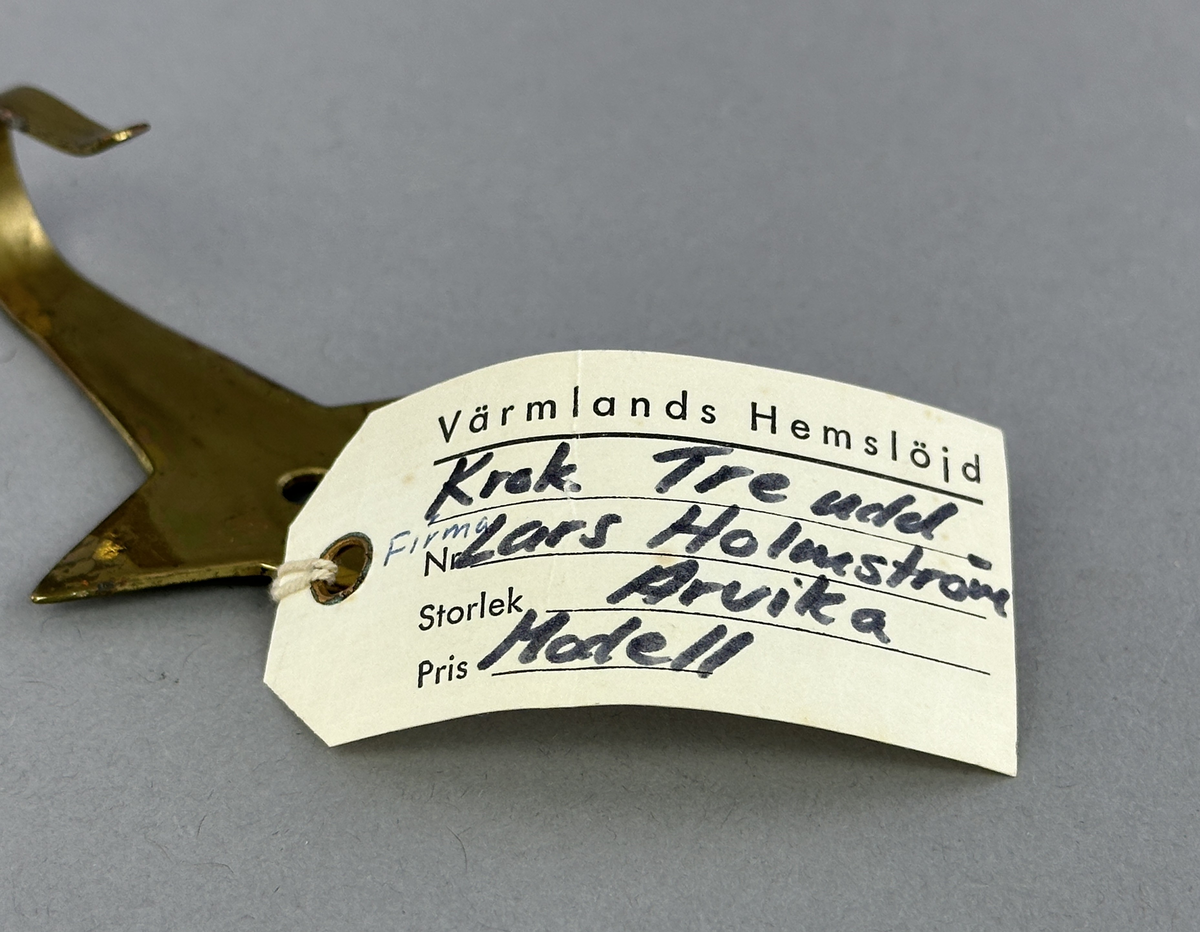 Värmlands Hemslöjd
Krok Tre udd -
Firma
Nr Lars Holmström
Storlek Arvika
Pris Modell